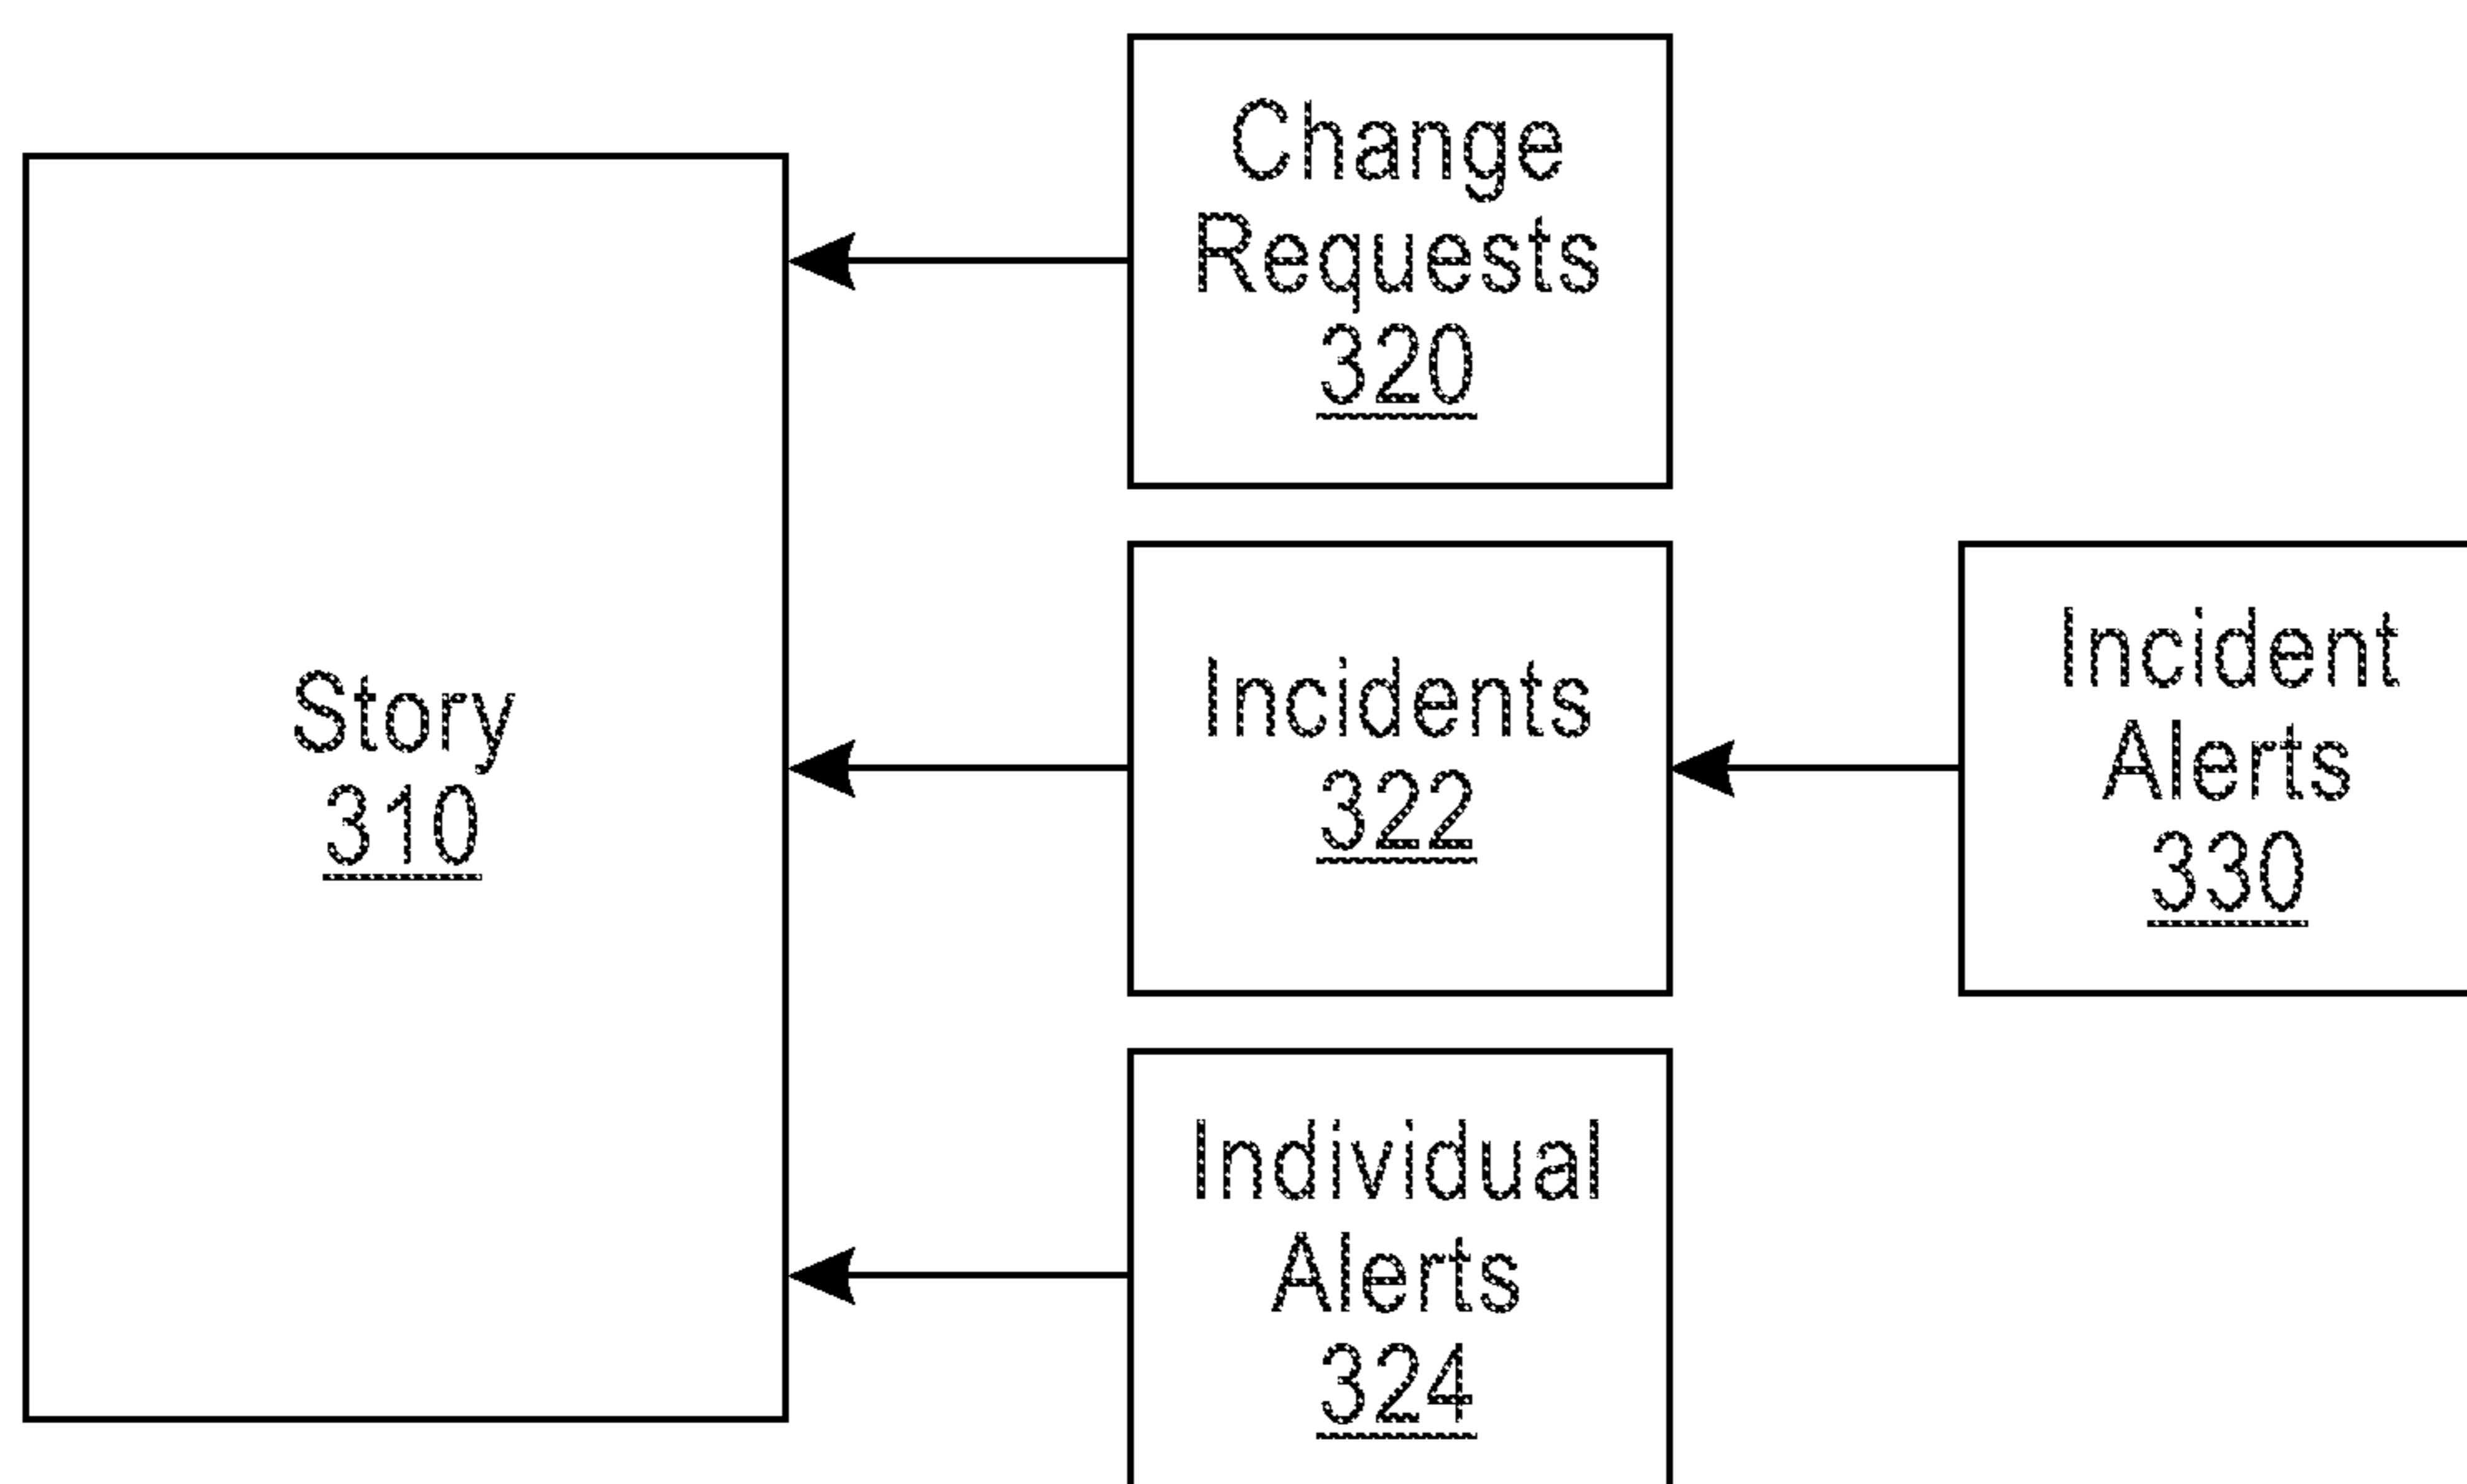 Story
310
Change
Requests
320
Incidents
322
Individual
Alerts
324
Incident
Alerts
330